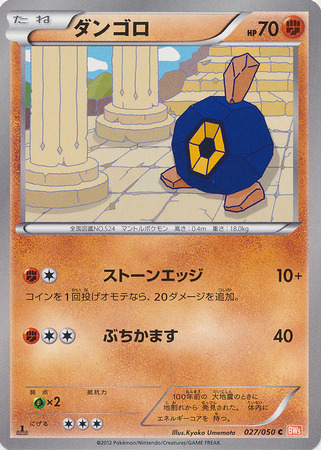 たね
ダンゴロ
HP70
全国図鑑NO.524 マントルポケモン 高さ:0.4m 重さ:18.0kg
ストーンエッジ 10+
コインを1回投げオモテなら、20ダメージを追加。
ぶちかます 40
弱点 抵抗力
×2
100年前の 大地震のときに
地割れから 発見された。 体内に
エネルギーコアを 持つ。
にげる
1
Illus.Kyoko Umemoto
027/050 C
©2012 Pokémon/Nintendo/Creatures/GAME FREAK.